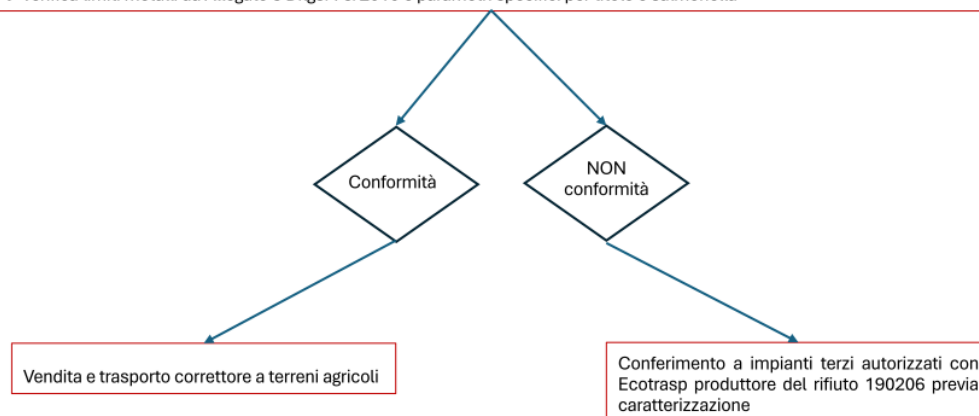 Conformità
NON
conformità
Vendita e trasporto correttore a terreni agricoli
Conferimento a impianti terzi autorizzati con
Ecotrasp produttore del rifiuto 190206 previa
caratterizzazione